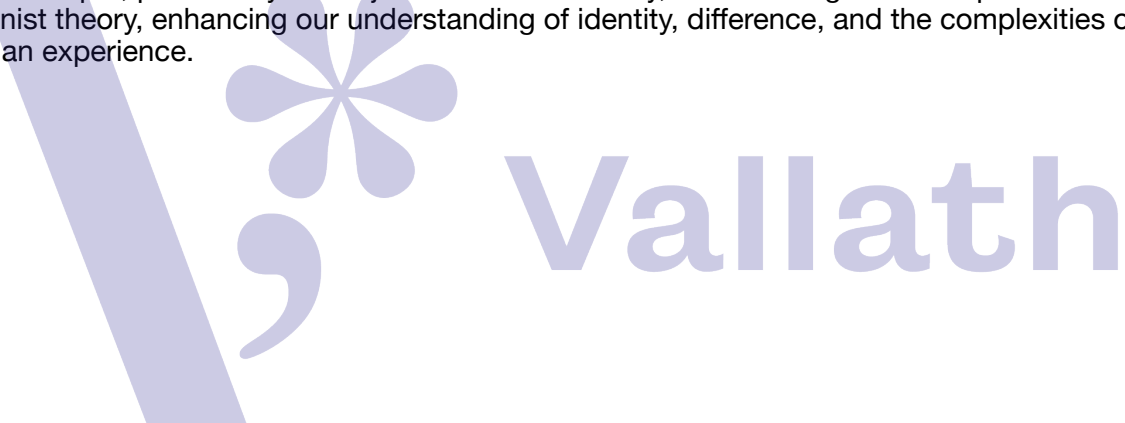 nist theory, enhancing our understanding of identity, difference, and the complexities
an experience.
Vallath